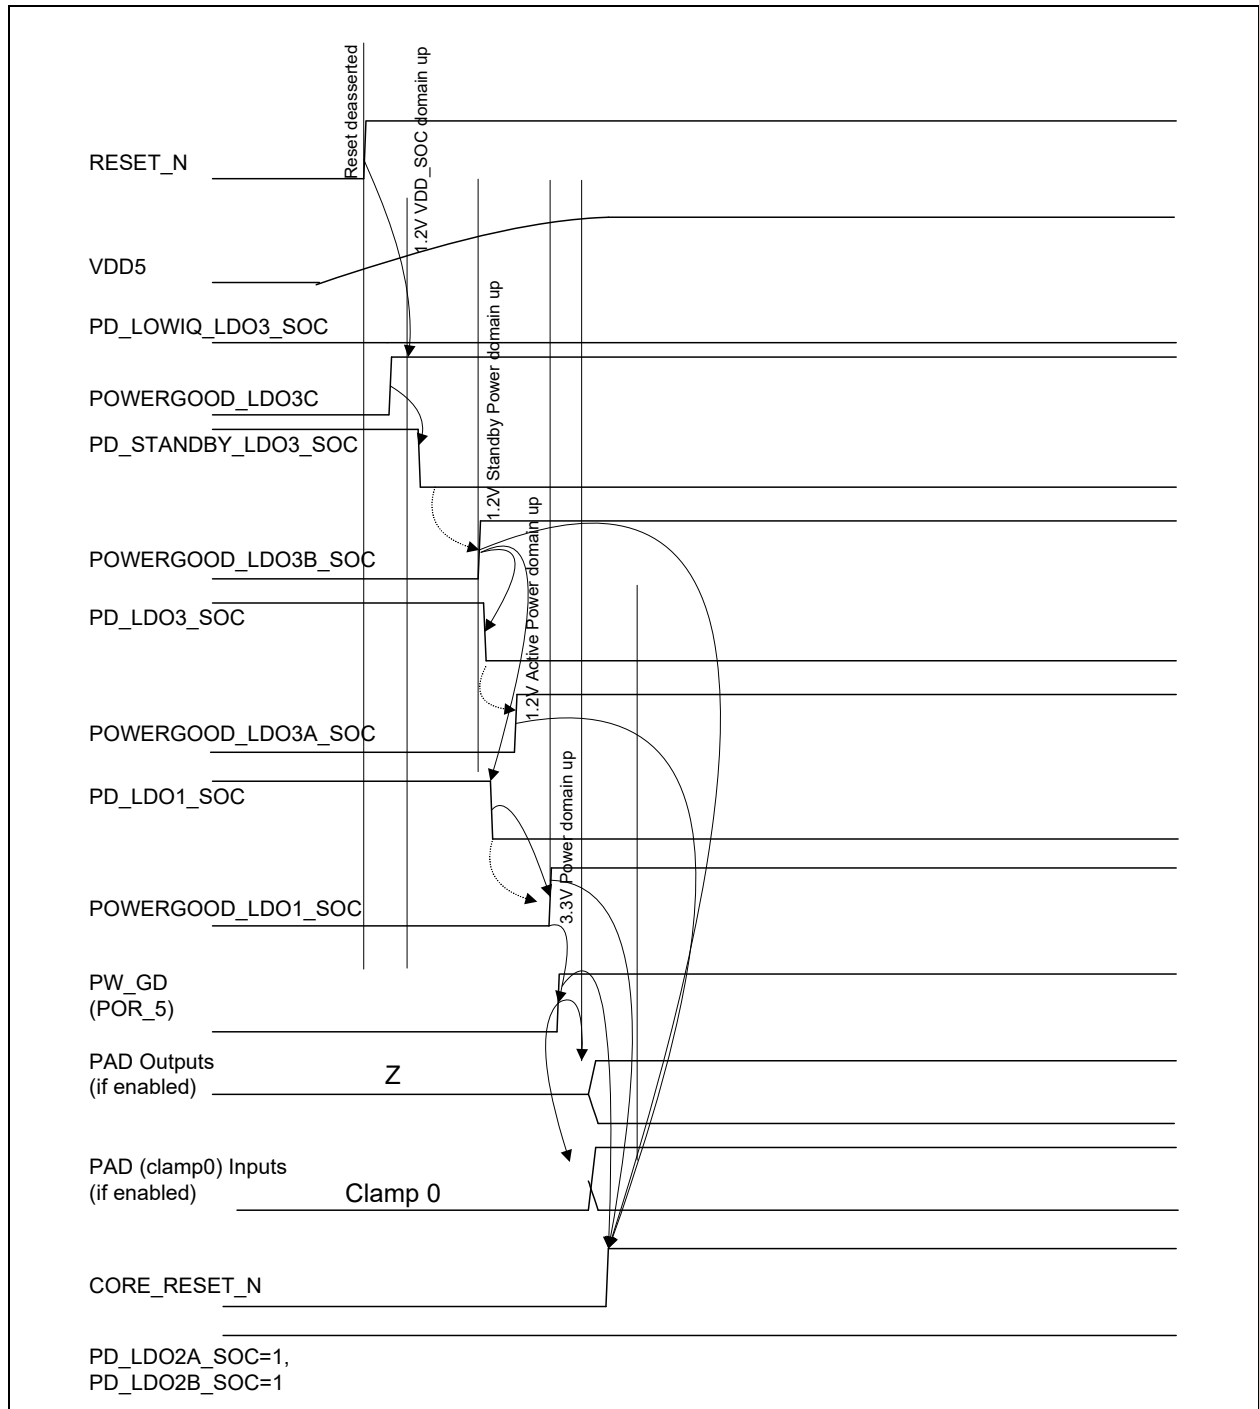 Reset deasserted
1.2V VDD_SOC domain up
RESET_N
VDD5
PD_LOWIQ_LDO3_SOC
POWERGOOD_LDO3C
PD_STANDBY_LDO3_SOC
1.2V Standby Power domain up
POWERGOOD_LDO3B_SOC
PD_LDO3_SOC
1.2V Active Power domain up
POWERGOOD_LDO3A_SOC
PD_LDO1_SOC
3.3V Power domain up
POWERGOOD_LDO1_SOC
PW_GD
(POR_5)
PAD Outputs
(if enabled)
Z
PAD (clamp0) Inputs
(if enabled)
Clamp 0
CORE_RESET_N
PD_LDO2A_SOC=1,
PD_LDO2B_SOC=1